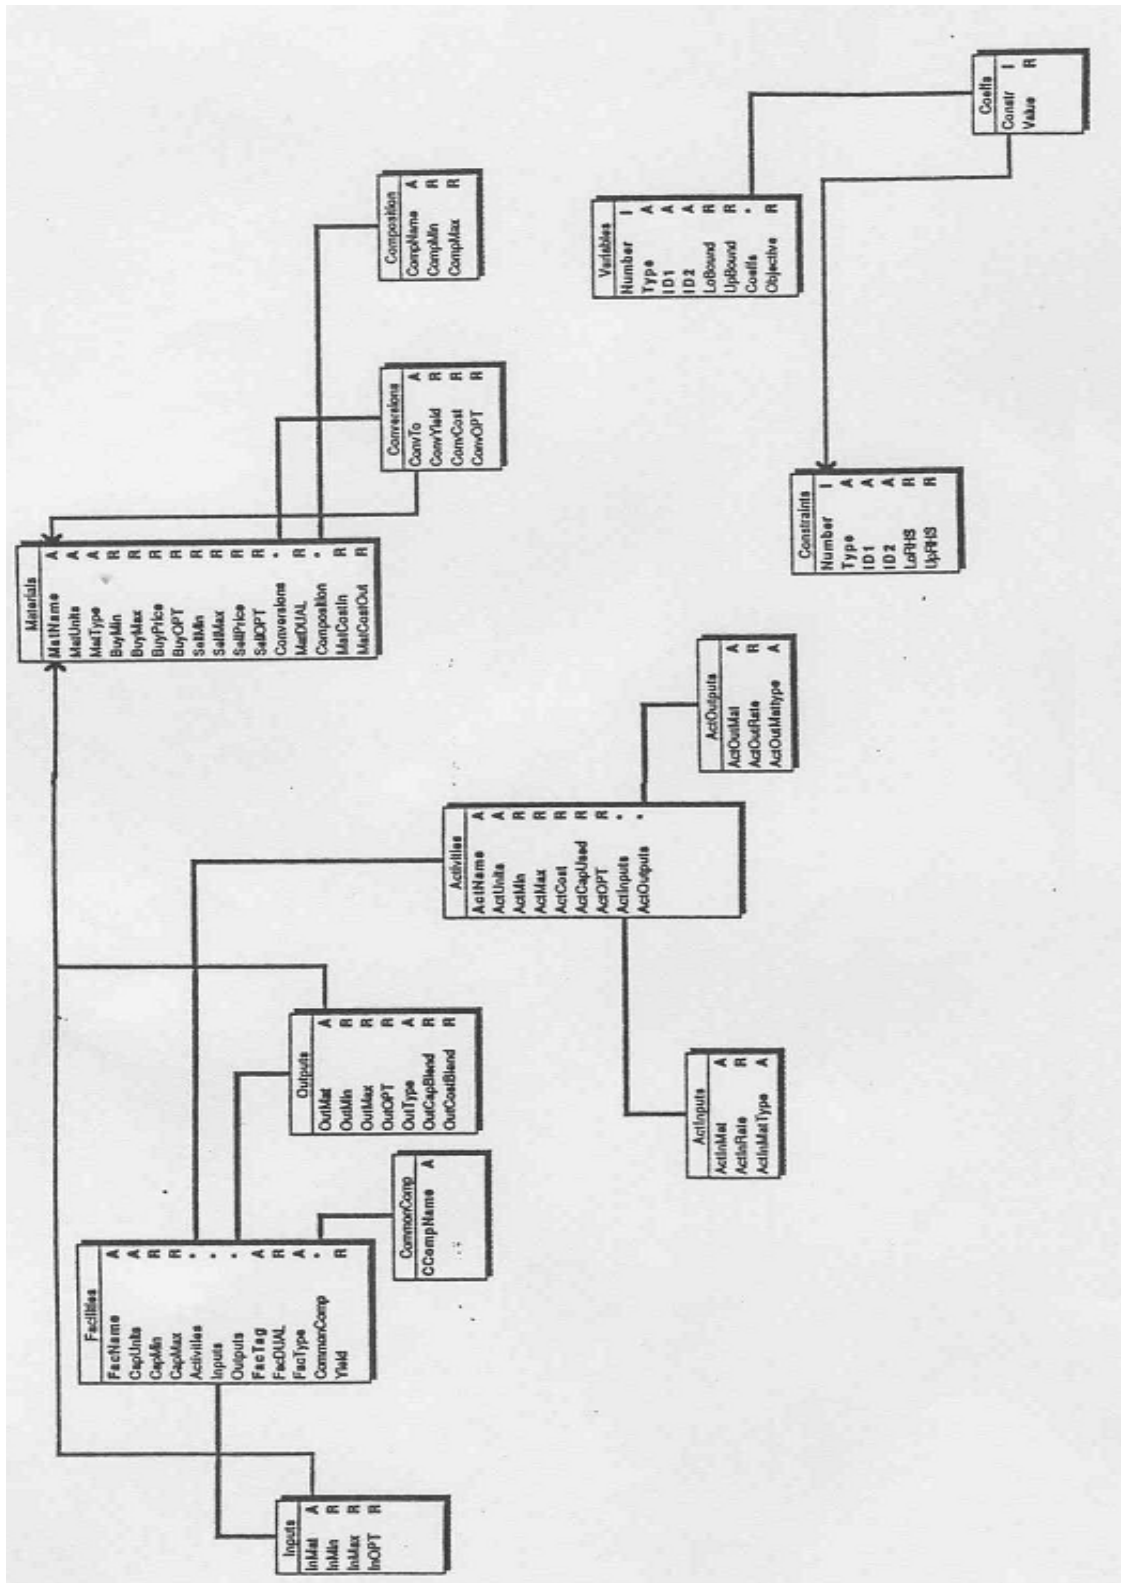 Materials
MatName A
MatUnits A
MatType A
BuyMin R
BuyMax R
BuyPrice R
BuyOPT R
SellMin R
SellMax R
SellPrice R
SellOPT R
Conversions *
MatDUAL R
Composition *
MatCostIn R
MatCostOut R
Facilities
FacName A
CapUnits A
CapMin R
CapMax R
Activities *
Inputs *
Outputs *
FacTag A
FacDUAL R
FacType A
CommonComp *
Yield R
Inputs
InMat A
InMin R
InMax R
InOPT R
CommonComp
CCompName A
Outputs
OutMat A
OutMin R
OutMax R
OutOPT R
OutType A
OutCapBlend R
OutCostBlend R
Conversions
ConvTo A
ConvYield R
ConvCost R
ConvOPT R
Composition
CompName A
CompMin R
CompMax R
Activities
ActName A
ActUnits A
ActMin R
ActMax R
ActCost R
ActCapUsed R
ActOPT R
ActInputs *
ActOutputs *
ActInputs
ActInMat A
ActInRate R
ActInMatType A
ActOutputs
ActOutMat A
ActOutRate R
ActOutMattype A
Variables
Number I
Type A
ID1 A
ID2 A
LoBound R
UpBound R
Coeffs *
Objective R
Constraints
Number I
Type A
ID1 A
ID2 A
LoRHS R
UpRHS R
Coeffs
Constr I
Value R